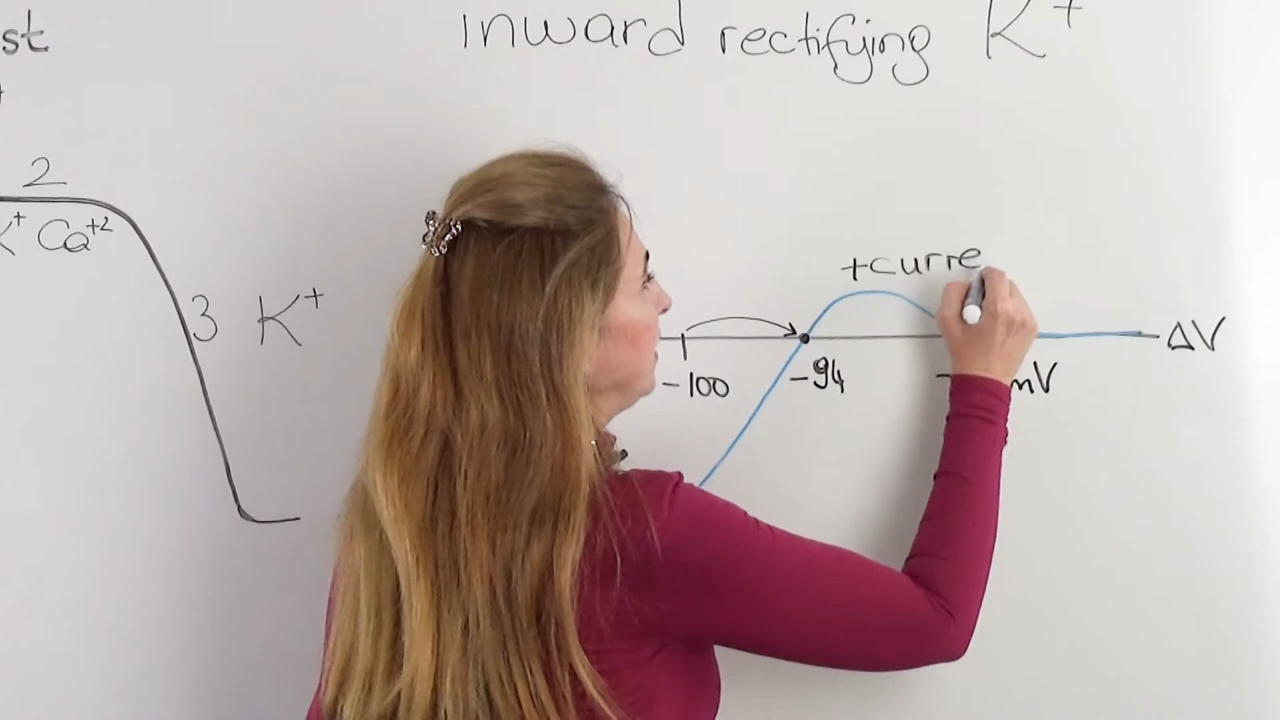 st
Inward rectifying K+
2
K+ Ca+2
3 K+
+curre
ΔV
-100
-94
mV